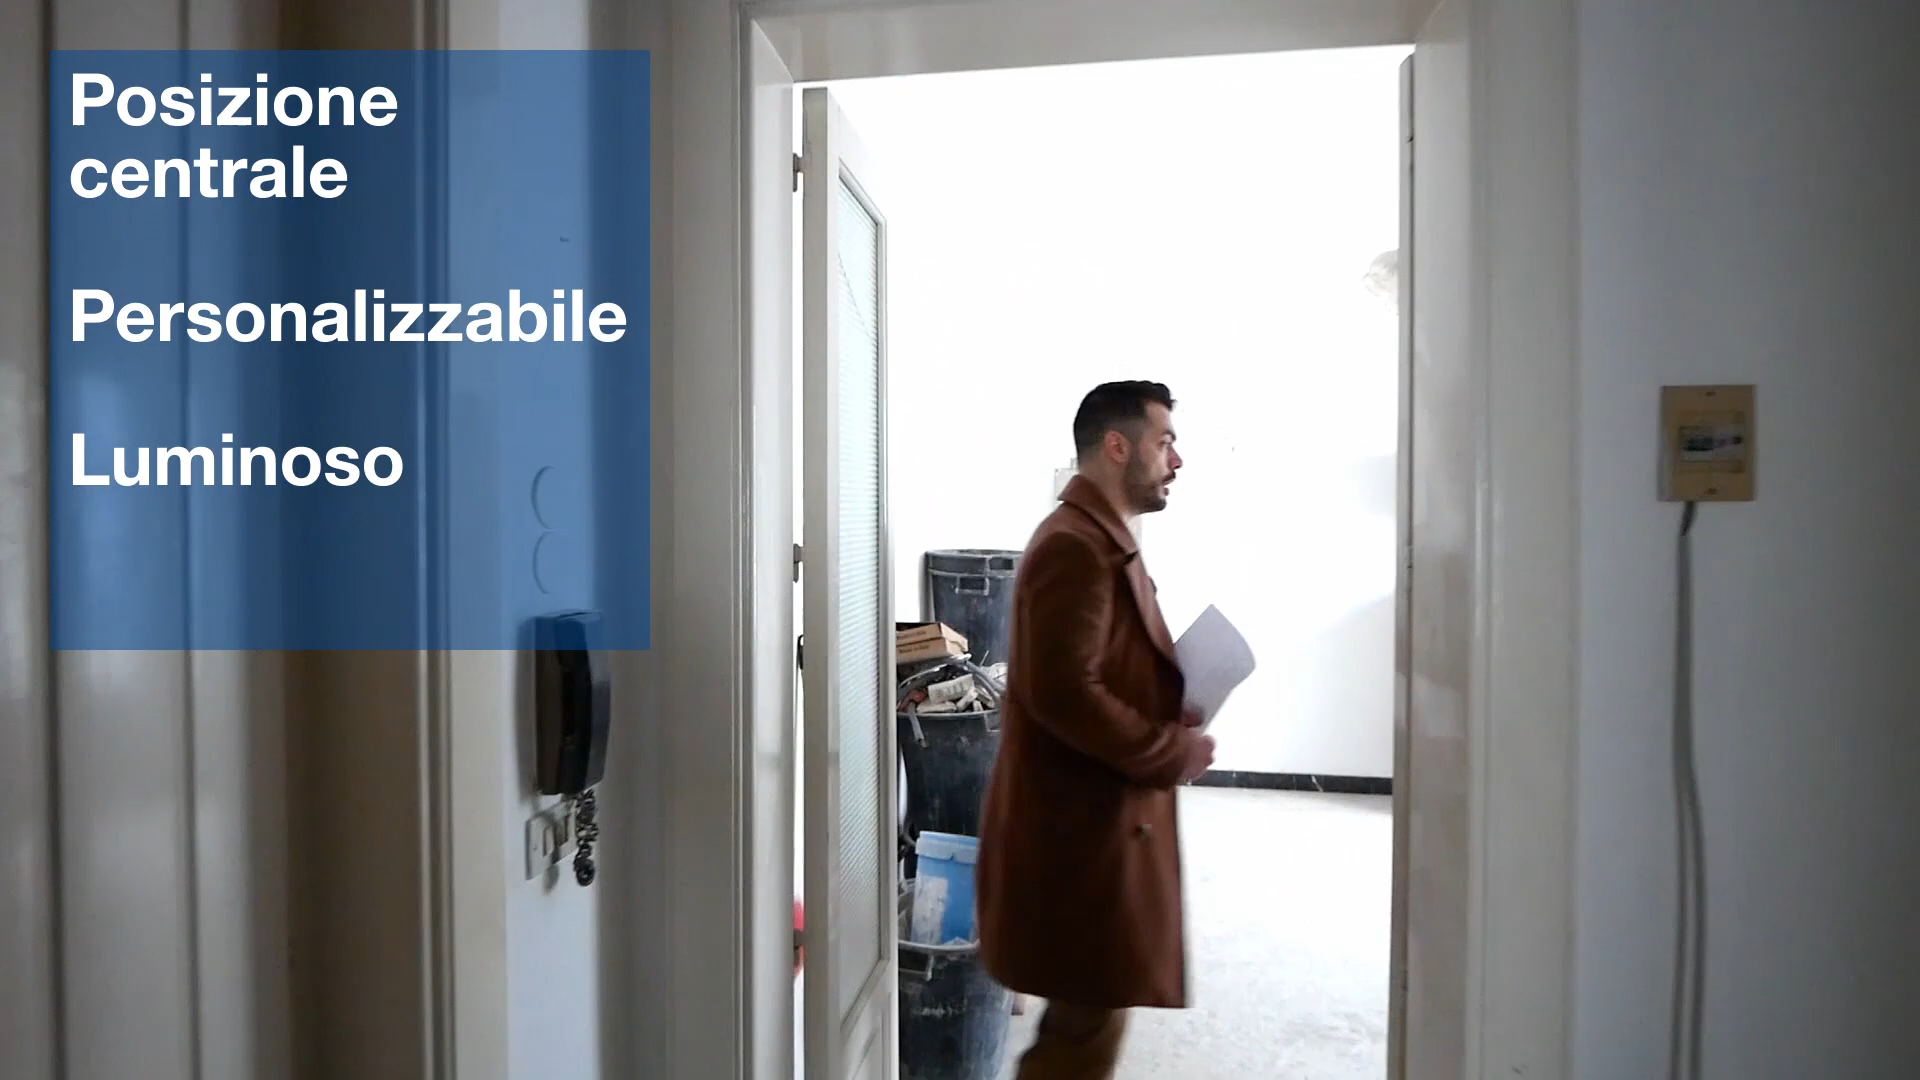 Posizione
centrale
Personalizzabile
Luminoso